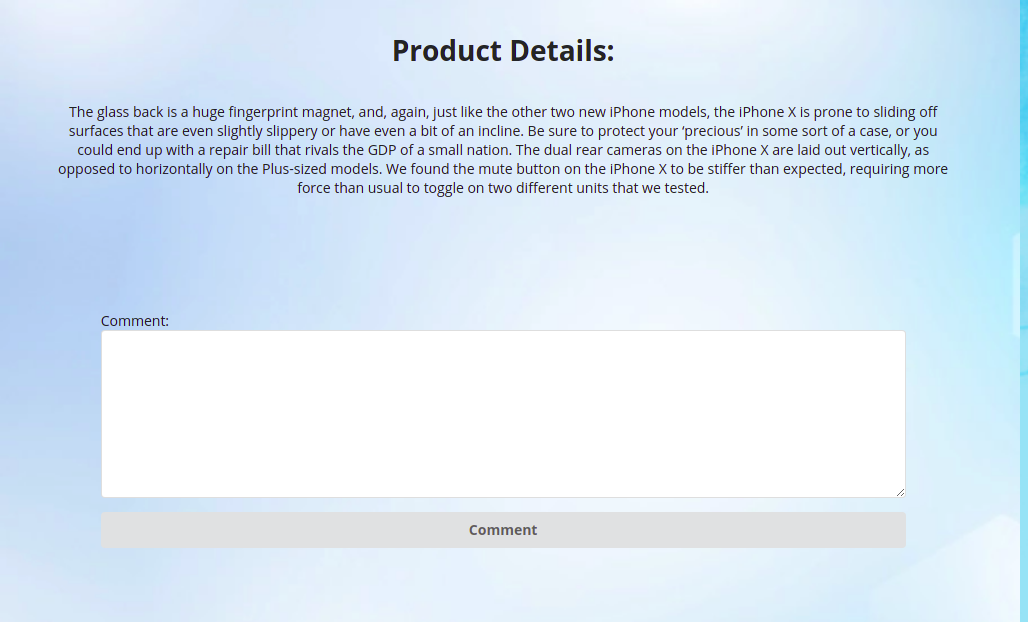 Product Details:
The glass back is a huge fingerprint magnet, and, again, just like the other two new iPhone models, the iPhone X is prone to sliding off
surfaces that are even slightly slippery or have even a bit of an incline. Be sure to protect your ‘precious’ in some sort of a case, or you
could end up with a repair bill that rivals the GDP of a small nation. The dual rear cameras on the iPhone X are laid out vertically, as
opposed to horizontally on the Plus-sized models. We found the mute button on the iPhone X to be stiffer than expected, requiring more
force than usual to toggle on two different units that we tested.
Comment:
Comment